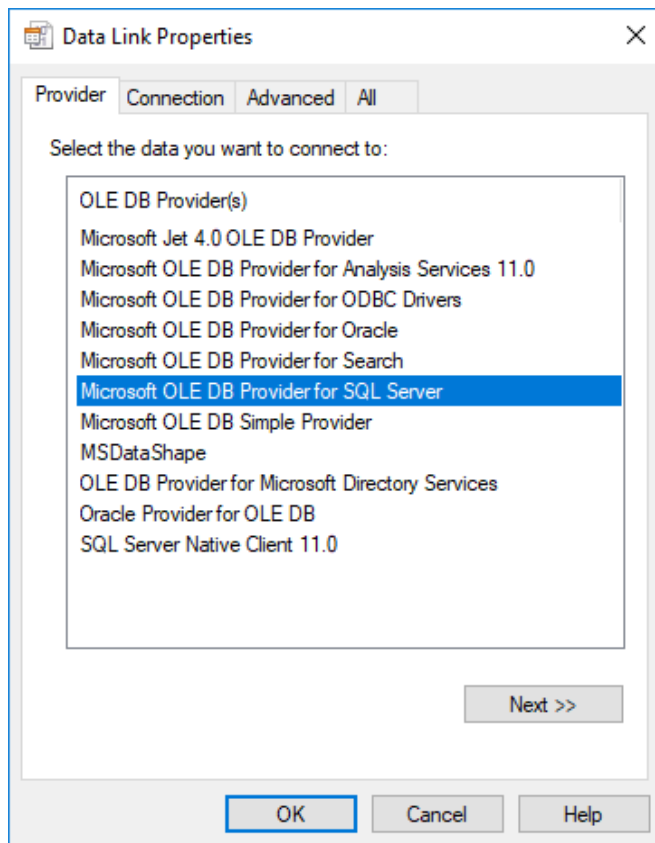 Data Link Properties
Provider Connection Advanced All
Select the data you want to connect to:
OLE DB Provider(s)
Microsoft Jet 4.0 OLE DB Provider
Microsoft OLE DB Provider for Analysis Services 11.0
Microsoft OLE DB Provider for ODBC Drivers
Microsoft OLE DB Provider for Oracle
Microsoft OLE DB Provider for Search
Microsoft OLE DB Provider for SQL Server
Microsoft OLE DB Simple Provider
MSDataShape
OLE DB Provider for Microsoft Directory Services
Oracle Provider for OLE DB
SQL Server Native Client 11.0
Next >>
OK Cancel Help